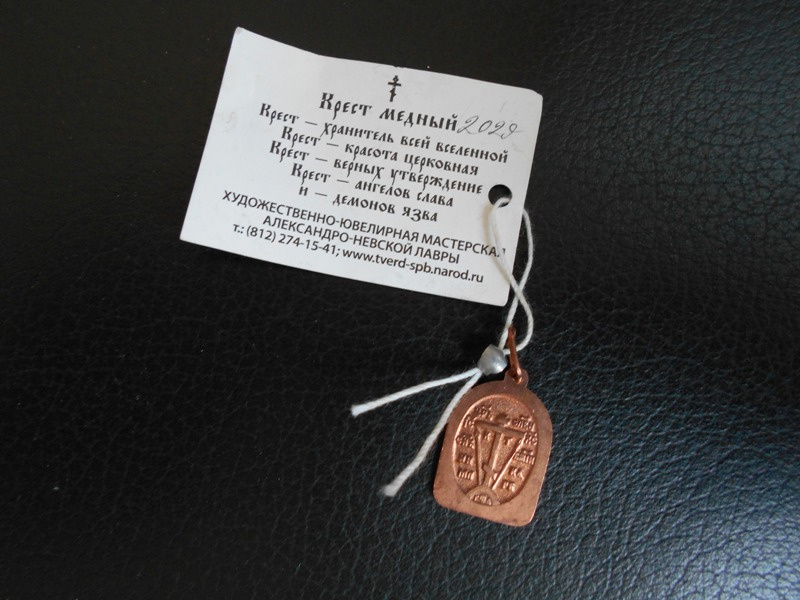 Крест медный 2029
Крест — хранитель всей вселенной
Крест — красота церковная
Крест — верных утверждение
Крест — ангелов слава
и — демонов язва
ХУДОЖЕСТВЕННО-ЮВЕЛИРНАЯ МАСТЕРСКАЯ
АЛЕКСАНДРО-НЕВСКОЙ ЛАВРЫ
т.: (812) 274-15-41; www.tverd-spb.narod.ru